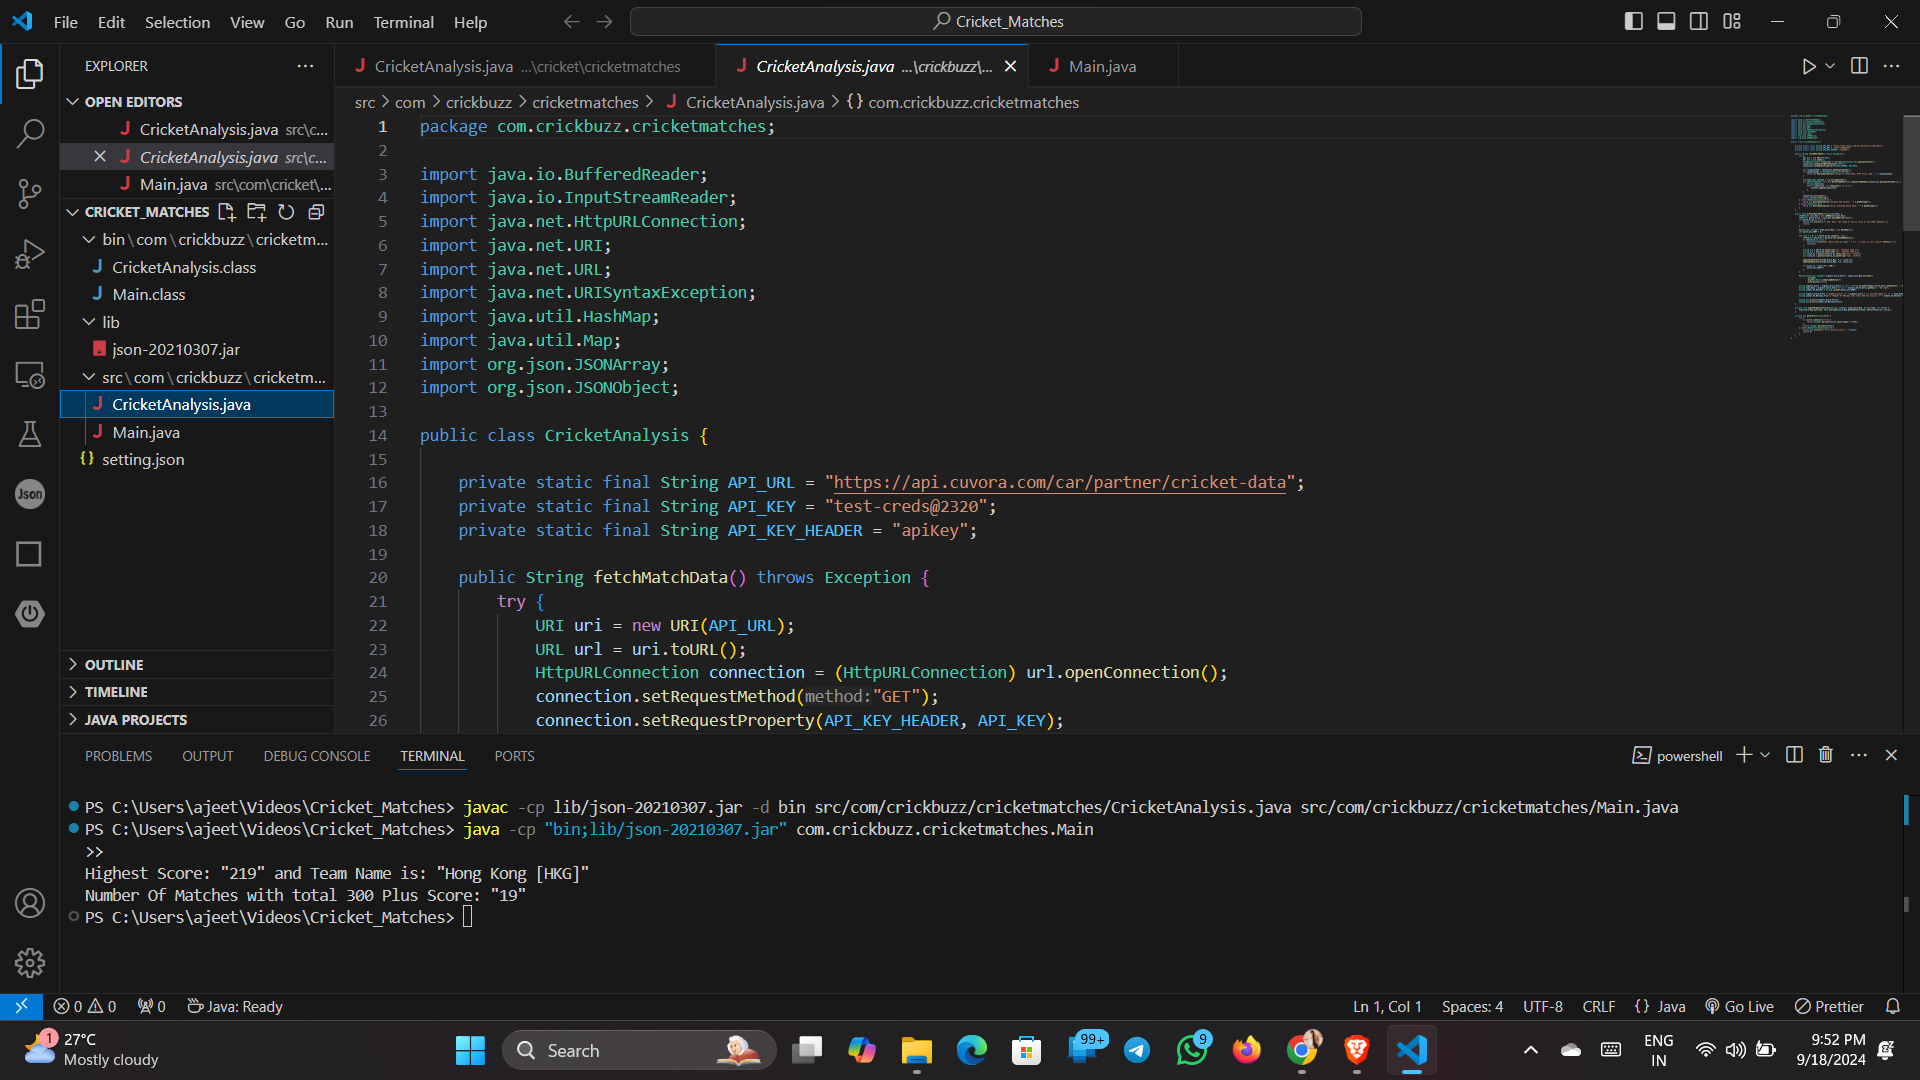 File Edit Selection View Go Run Terminal Help
Cricket_Matches
EXPLORER
OPEN EDITORS
CricketAnalysis.java src\c...
CricketAnalysis.java src\c...
Main.java src\com\cricket\...
CRICKET_MATCHES
bin\com\crickbuzz\cricketm...
CricketAnalysis.class
Main.class
lib
json-20210307.jar
src\com\crickbuzz\cricketm...
CricketAnalysis.java
Main.java
setting.json
Json
OUTLINE
TIMELINE
JAVA PROJECTS
CricketAnalysis.java ...\cricket\cricketmatches
CricketAnalysis.java ...\crickbuzz\...
Main.java
src > com > crickbuzz > cricketmatches > CricketAnalysis.java > {} com.crickbuzz.cricketmatches
1 package com.crickbuzz.cricketmatches;
2
3 import java.io.BufferedReader;
4 import java.io.InputStreamReader;
5 import java.net.HttpURLConnection;
6 import java.net.URI;
7 import java.net.URL;
8 import java.net.URISyntaxException;
9 import java.util.HashMap;
10 import java.util.Map;
11 import org.json.JSONArray;
12 import org.json.JSONObject;
13
14 public class CricketAnalysis {
15
16 private static final String API_URL = "https://api.cuvora.com/car/partner/cricket-data";
17 private static final String API_KEY = "test-creds@2320";
18 private static final String API_KEY_HEADER = "apiKey";
19
20 public String fetchMatchData() throws Exception {
21 try {
22 URI uri = new URI(API_URL);
23 URL url = uri.toURL();
24 HttpURLConnection connection = (HttpURLConnection) url.openConnection();
25 connection.setRequestMethod(method:"GET");
26 connection.setRequestProperty(API_KEY_HEADER, API_KEY);
PROBLEMS OUTPUT DEBUG CONSOLE TERMINAL PORTS
powershell
PS C:\Users\ajeet\Videos\Cricket_Matches> javac -cp lib/json-20210307.jar -d bin src/com/crickbuzz/cricketmatches/CricketAnalysis.java src/com/crickbuzz/cricketmatches/Main.java
PS C:\Users\ajeet\Videos\Cricket_Matches> java -cp "bin;lib/json-20210307.jar" com.crickbuzz.cricketmatches.Main
>>
Highest Score: "219" and Team Name is: "Hong Kong [HKG]"
Number Of Matches with total 300 Plus Score: "19"
PS C:\Users\ajeet\Videos\Cricket_Matches>
0 0 0 Java: Ready
Ln 1, Col 1 Spaces: 4 UTF-8 CRLF {} Java Go Live Prettier
1
27°C
Mostly cloudy
Search
99+
9
ENG
IN
9:52 PM
9/18/2024